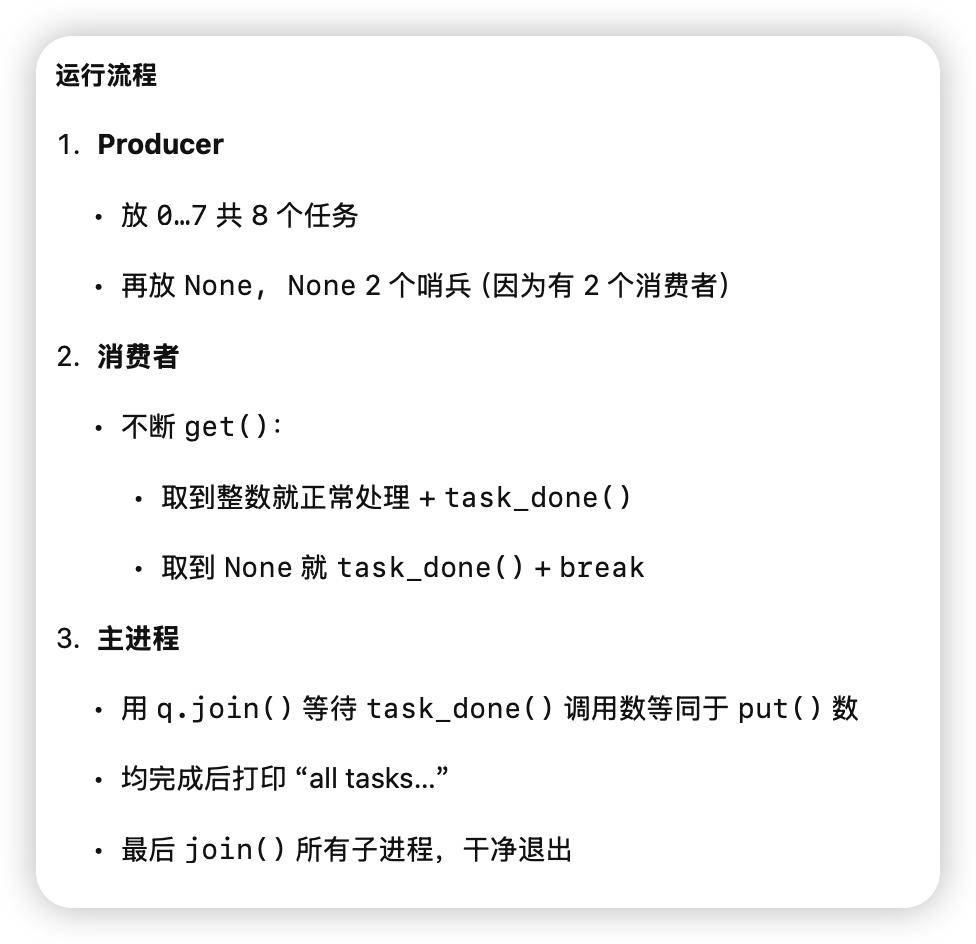 运行流程
1. Producer
• 放 0…7 共 8 个任务
• 再放 None, None 2 个哨兵 (因为有 2 个消费者)
2. 消费者
• 不断 get():
• 取到整数就正常处理 + task_done()
• 取到 None 就 task_done() + break
3. 主进程
• 用 q.join() 等待 task_done() 调用数等同于 put() 数
• 均完成后打印 “all tasks…”
• 最后 join() 所有子进程，干净退出